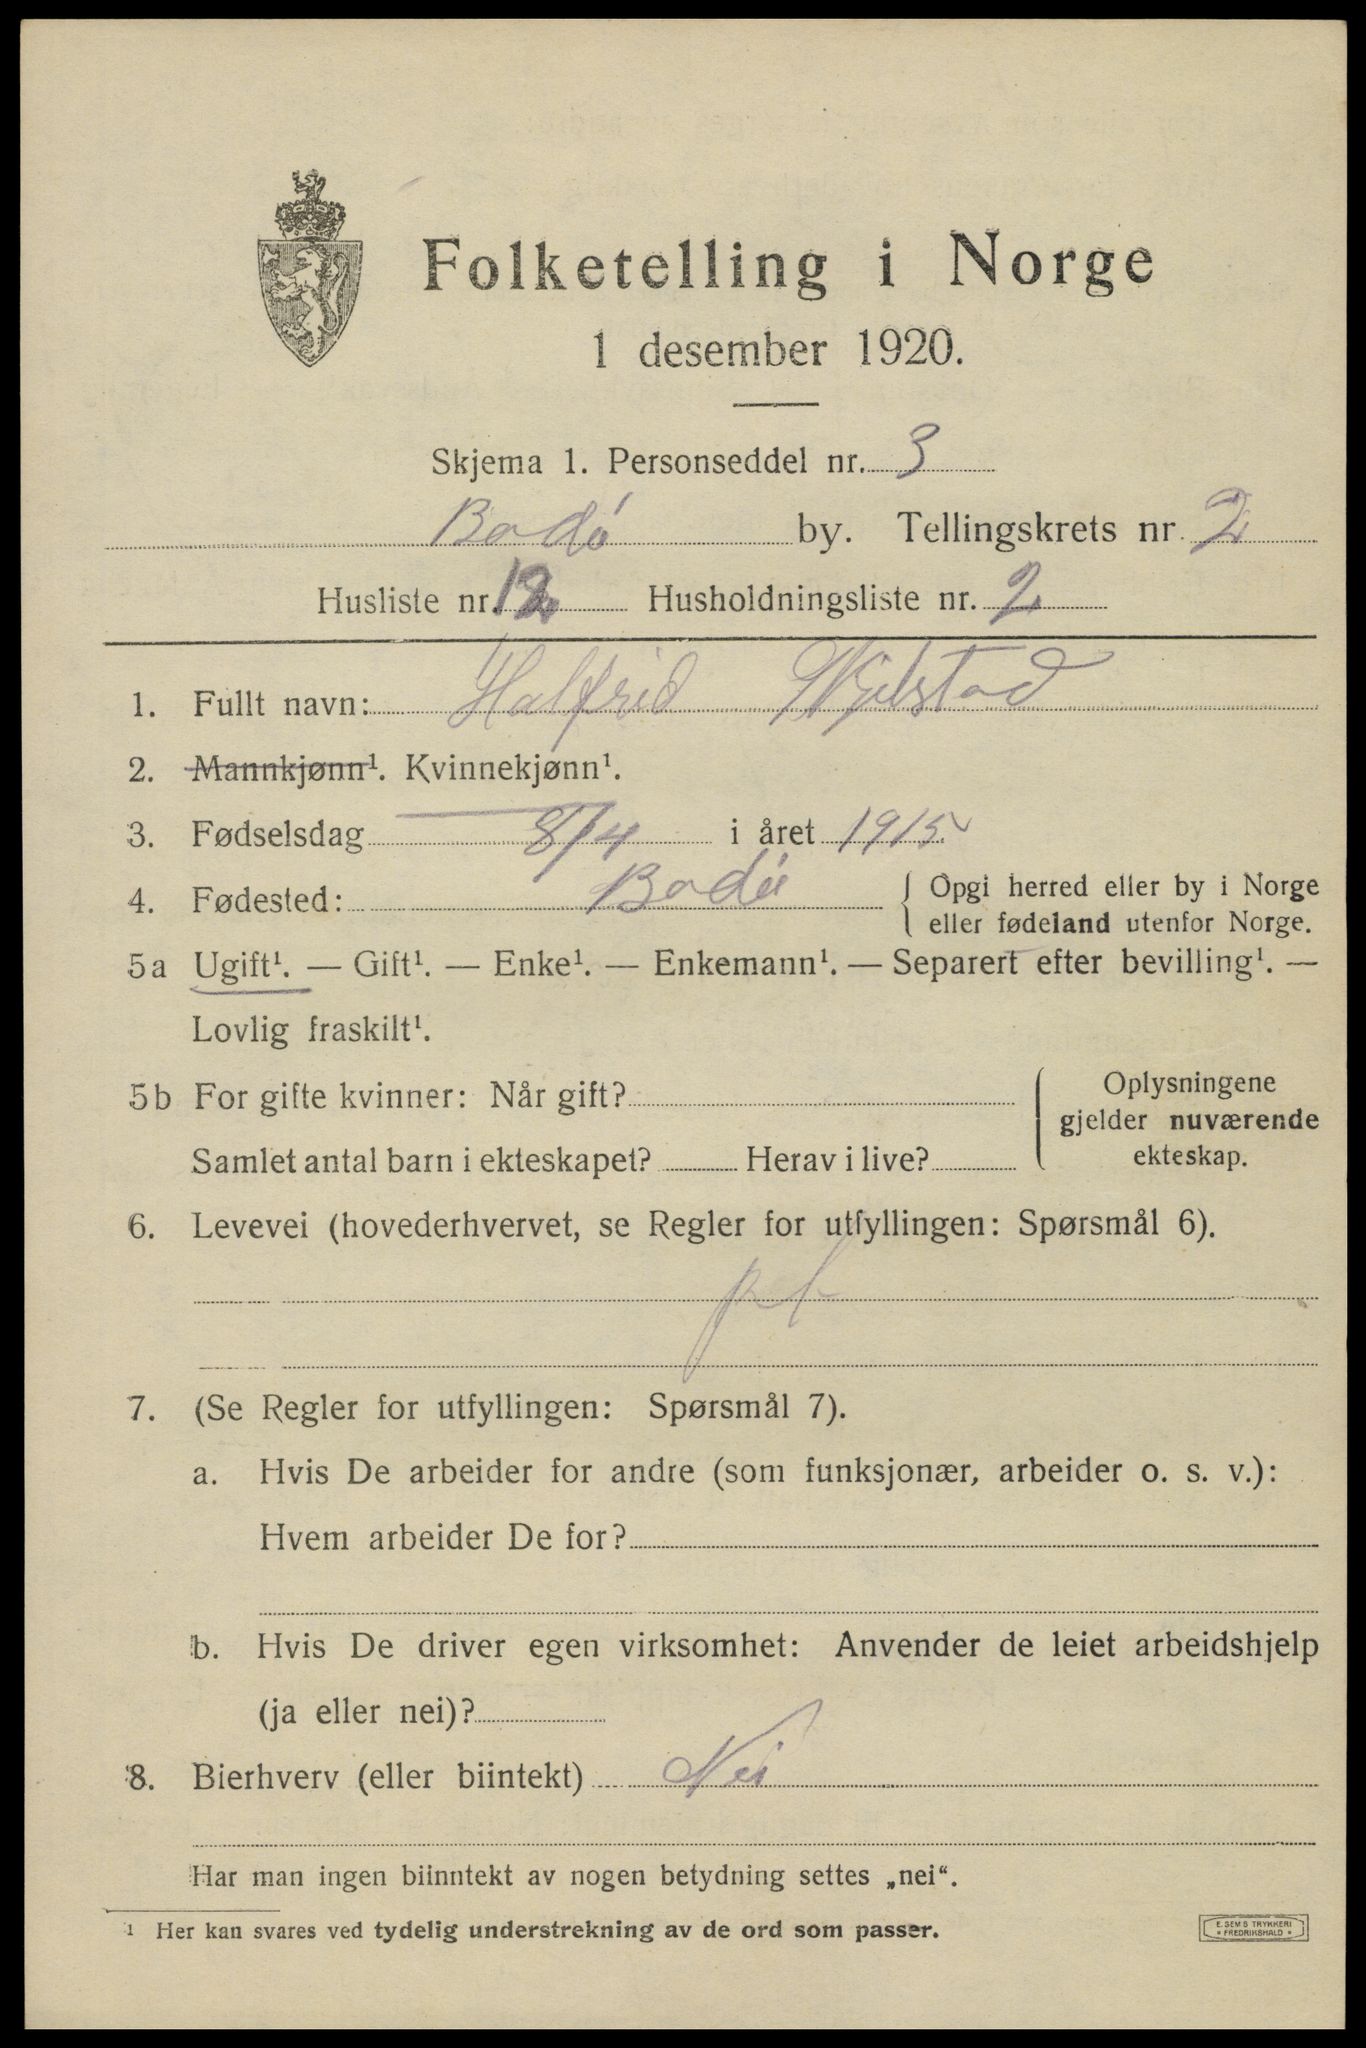 Folketelling i Norge
1 desember 1920.
Skjema 1. Personseddel nr. 3
Bodó by. Tellingskrets nr. 2
Husliste nr. 12 Husholdningsliste nr. 2
1. Fullt navn: Halfrid
2. Mannkjønn¹. Kvinnekjønn¹.
3. Fødselsdag 8/4 i året 1915
4. Fødested: Bodó { Opgi herred eller by i Norge
eller fødeland utenfor Norge.
5a Ugift¹. — Gift¹. — Enke¹. — Enkemann¹. — Separert efter bevilling¹. —
Lovlig fraskilt¹.
5b For gifte kvinner: Når gift?
Samlet antal barn i ekteskapet? Herav i live?
{ Oplysningene
gjelder nuværende
ekteskap.
6. Levevei (hovederhvervet, se Regler for utfyllingen: Spørsmål 6).
7. (Se Regler for utfyllingen: Spørsmål 7).
a. Hvis De arbeider for andre (som funksjonær, arbeider o. s. v.):
Hvem arbeider De for?
b. Hvis De driver egen virksomhet: Anvender de leiet arbeidshjelp
(ja eller nei)?
8. Bierhverv (eller biintekt) Nei
Har man ingen biinntekt av nogen betydning settes „nei“.
¹ Her kan svares ved tydelig understrekning av de ord som passer.
E. SEMS TRYKKERI
* FREDRIKSHALD *